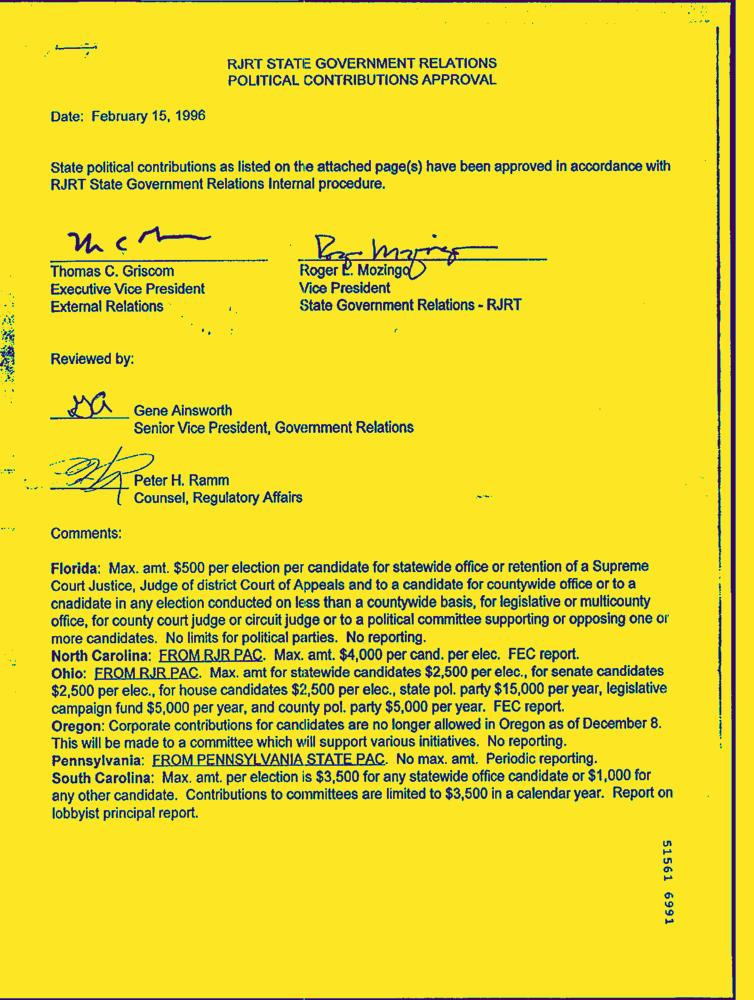 RJRT STATE GOVERNMENT RELATIONS
POLITICAL CONTRIBUTIONS APPROVAL
Date: February 15, 1996
State political contributions as listed on the attached page(s) have been approved in accordance with
RJRT State Government Relations Internal procedure.
Thomas C. Griscom
Executive Vice President
External Relations
Roger L. Mozingo
Vice President
State Government Relations - RJRT
Reviewed by:
GA
Gene Ainsworth
Senior Vice President, Government Relations
Peter H. Ramm
Counsel, Regulatory Affairs
Comments:
Florida: Max. amt. $500 per election per candidate for statewide office or retention of a Supreme
Court Justice, Judge of district Court of Appeals and to a candidate for countywide office or to a
cnadidate in any election conducted on less than a countywide basis, for legislative or multicounty
office, for county court judge or circuit judge or to a political committee supporting or opposing one or
more candidates. No limits for political parties. No reporting.
North Carolina: FROM RJR PAC. Max. amt. $4,000 per cand. per elec. FEC report.
Ohio: FROM RJR PAC. Max. amt for statewide candidates $2,500 per elec., for senate candidates
$2,500 per elec., for house candidates $2,500 per elec., state pol. party $15,000 per year, legislative
campaign fund $5,000 per year, and county pol. party $5,000 per year. FEC report.
Oregon: Corporate contributions for candidates are no longer allowed in Oregon as of December 8.
This will be made to a committee which will support various initiatives. No reporting.
Pennsylvania: FROM PENNSYLVANIA STATE PAC. No max. amt. Periodic reporting.
South Carolina: Max. amt. per election is $3,500 for any statewide office candidate or $1,000 for
any other candidate. Contributions to committees are limited to $3,500 in a calendar year. Report on
lobbyist principal report.
51561 6991